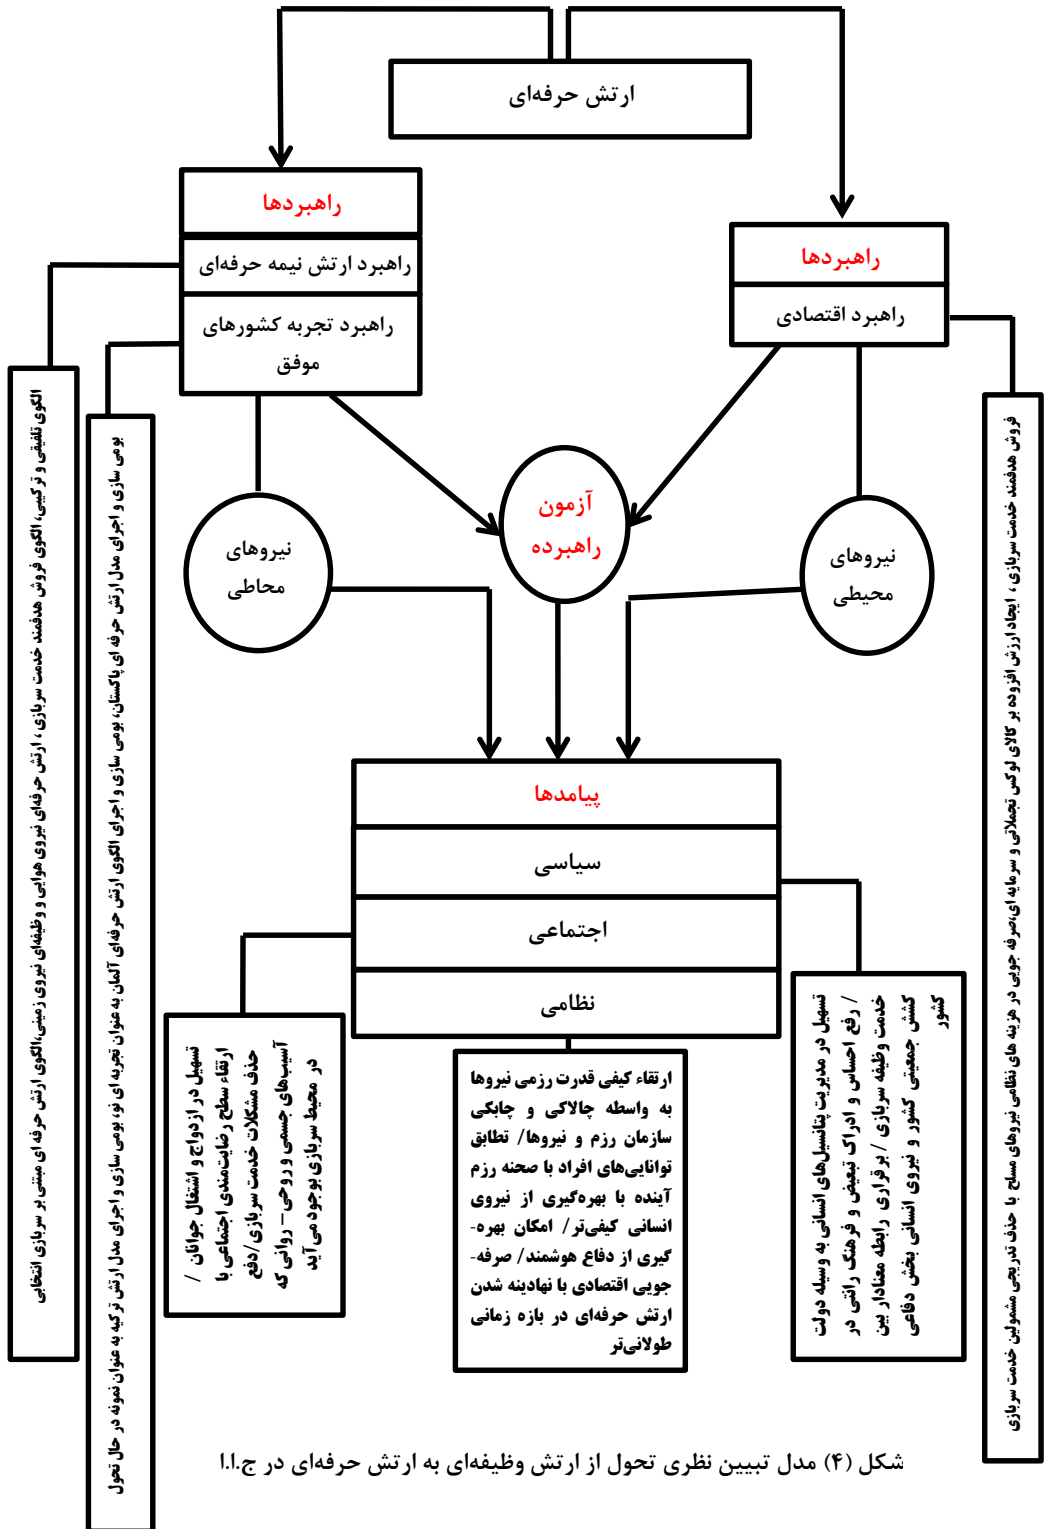 ارتش حرفه‌ای
راهبردها
راهبرد ارتش نیمه حرفه‌ای
راهبرد تجربه کشورهای
موفق
راهبردها
راهبرد اقتصادی
آزمون
راهبرده
نیروهای
محاطی
نیروهای
محیطی
الگوی تلفیقی و ترکیبی، الگوی فروش هدفمند خدمت سربازی ، ارتش حرفه‌ای نیروی هوایی و وظیفه‌ای نیروی زمینی،الگوی ارتش حرفه ای مبتنی بر سربازی انتخابی
بومی سازی و اجرای مدل ارتش حرفه ای پاکستان، بومی سازی و اجرای الگوی ارتش حرفه‌ای آلمان به عنوان تجربه ای نو، بومی سازی و اجرای مدل ارتش ترکیه به عنوان نمونه در حال تحول
فروش هدفمند خدمت سربازی ، ایجاد ارزش افزوده بر کالای لوکس تجملاتی و سرمایه ای،صرفه جویی در هزینه های نظامی نیروهای مسلح با حذف تدریجی مشمولین خدمت سربازی
پیامدها
سیاسی
اجتماعی
نظامی
تسهیل در ازدواج و اشتغال جوانان /
ارتقاء سطح رضایت‌مندی اجتماعی با
حذف مشکلات خدمت سربازی/دفع
آسیب‌های جسمی و روحی – روانی که
در محیط سربازی بوجود می‌آید
ارتقاء کیفی قدرت رزمی نیروها
به واسطه چالاکی و چابکی
سازمان رزم و نیروها/ تطابق
توانایی‌های افراد با صحنه رزم
آینده با بهره‌گیری از نیروی
انسانی کیفی‌تر/ امکان بهره-
گیری از دفاع هوشمند/ صرفه-
جویی اقتصادی با نهادینه شدن
ارتش حرفه‌ای در بازه زمانی
طولانی‌تر
تسهیل در مدیریت پتانسیل‌های انسانی به وسیله دولت
/ رفع احساس و ادراک تبعیض و فرهنگ رانتی در
خدمت وظیفه سربازی / برقراری رابطه معنادار بین
کشش جمعیتی کشور و نیروی انسانی بخش دفاعی
کشور
شکل (۴) مدل تبیین نظری تحول از ارتش وظیفه‌ای به ارتش حرفه‌ای در ج.ا.ا